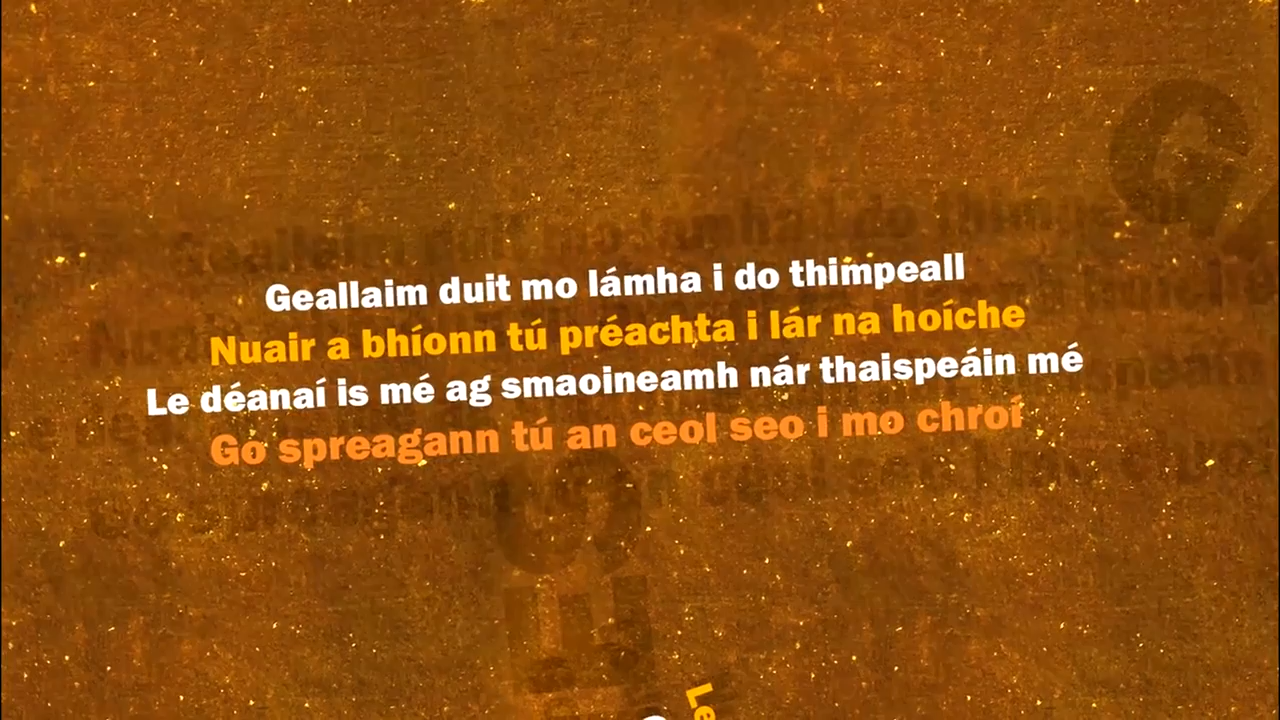 Geallaim duit mo lámha i do thimpeall
Nuair a bhíonn tú préachta i lár na hoíche
Le déanaí is mé ag smaoineamh nár thaispeáin mé
Go spreagann tú an ceol seo i mo chroí
Le